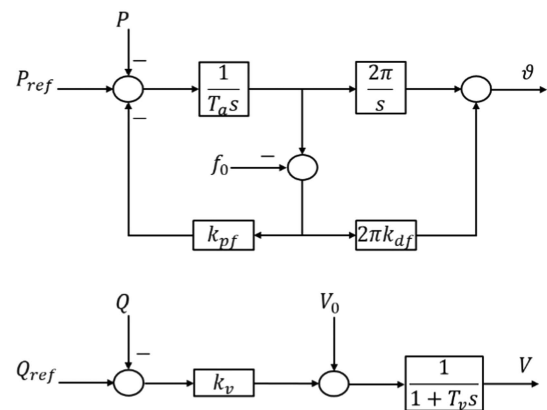 P
−
P_ref
1/(T_a s)
2π/s
ϑ
−
f_0
−
k_pf
2πk_df
Q
V_0
−
Q_ref
k_v
1/(1 + T_v s)
V